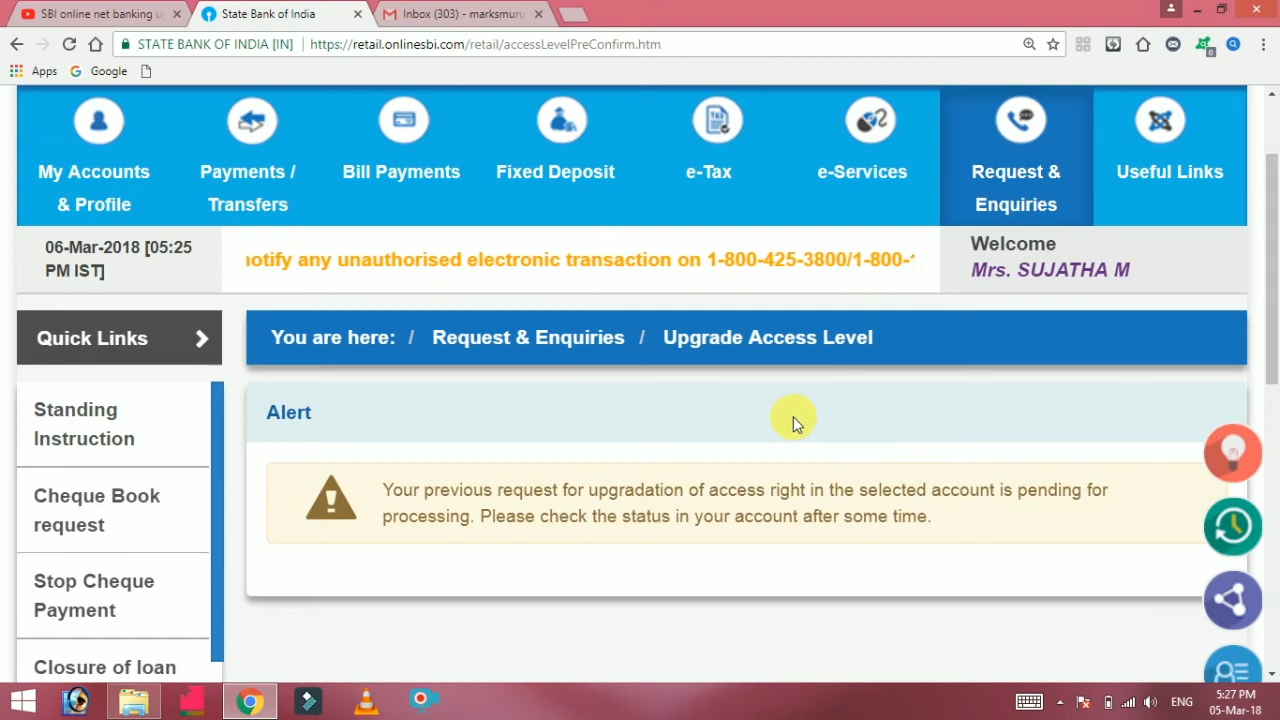 SBI online net banking u
State Bank of India
Inbox (303) - marksmuru
STATE BANK OF INDIA [IN]
https://retail.onlinesbi.com/retail/accessLevelPreConfirm.htm
Apps
Google
My Accounts
& Profile
Payments /
Transfers
Bill Payments
Fixed Deposit
e-Tax
e-Services
Request &
Enquiries
Useful Links
06-Mar-2018 [05:25
PM IST]
notify any unauthorised electronic transaction on 1-800-425-3800/1-800-
Welcome
Mrs. SUJATHA M
Quick Links
You are here: / Request & Enquiries / Upgrade Access Level
Standing
Instruction
Cheque Book
request
Stop Cheque
Payment
Closure of loan
Alert
Your previous request for upgradation of access right in the selected account is pending for
processing. Please check the status in your account after some time.
ENG
5:27 PM
05-Mar-18